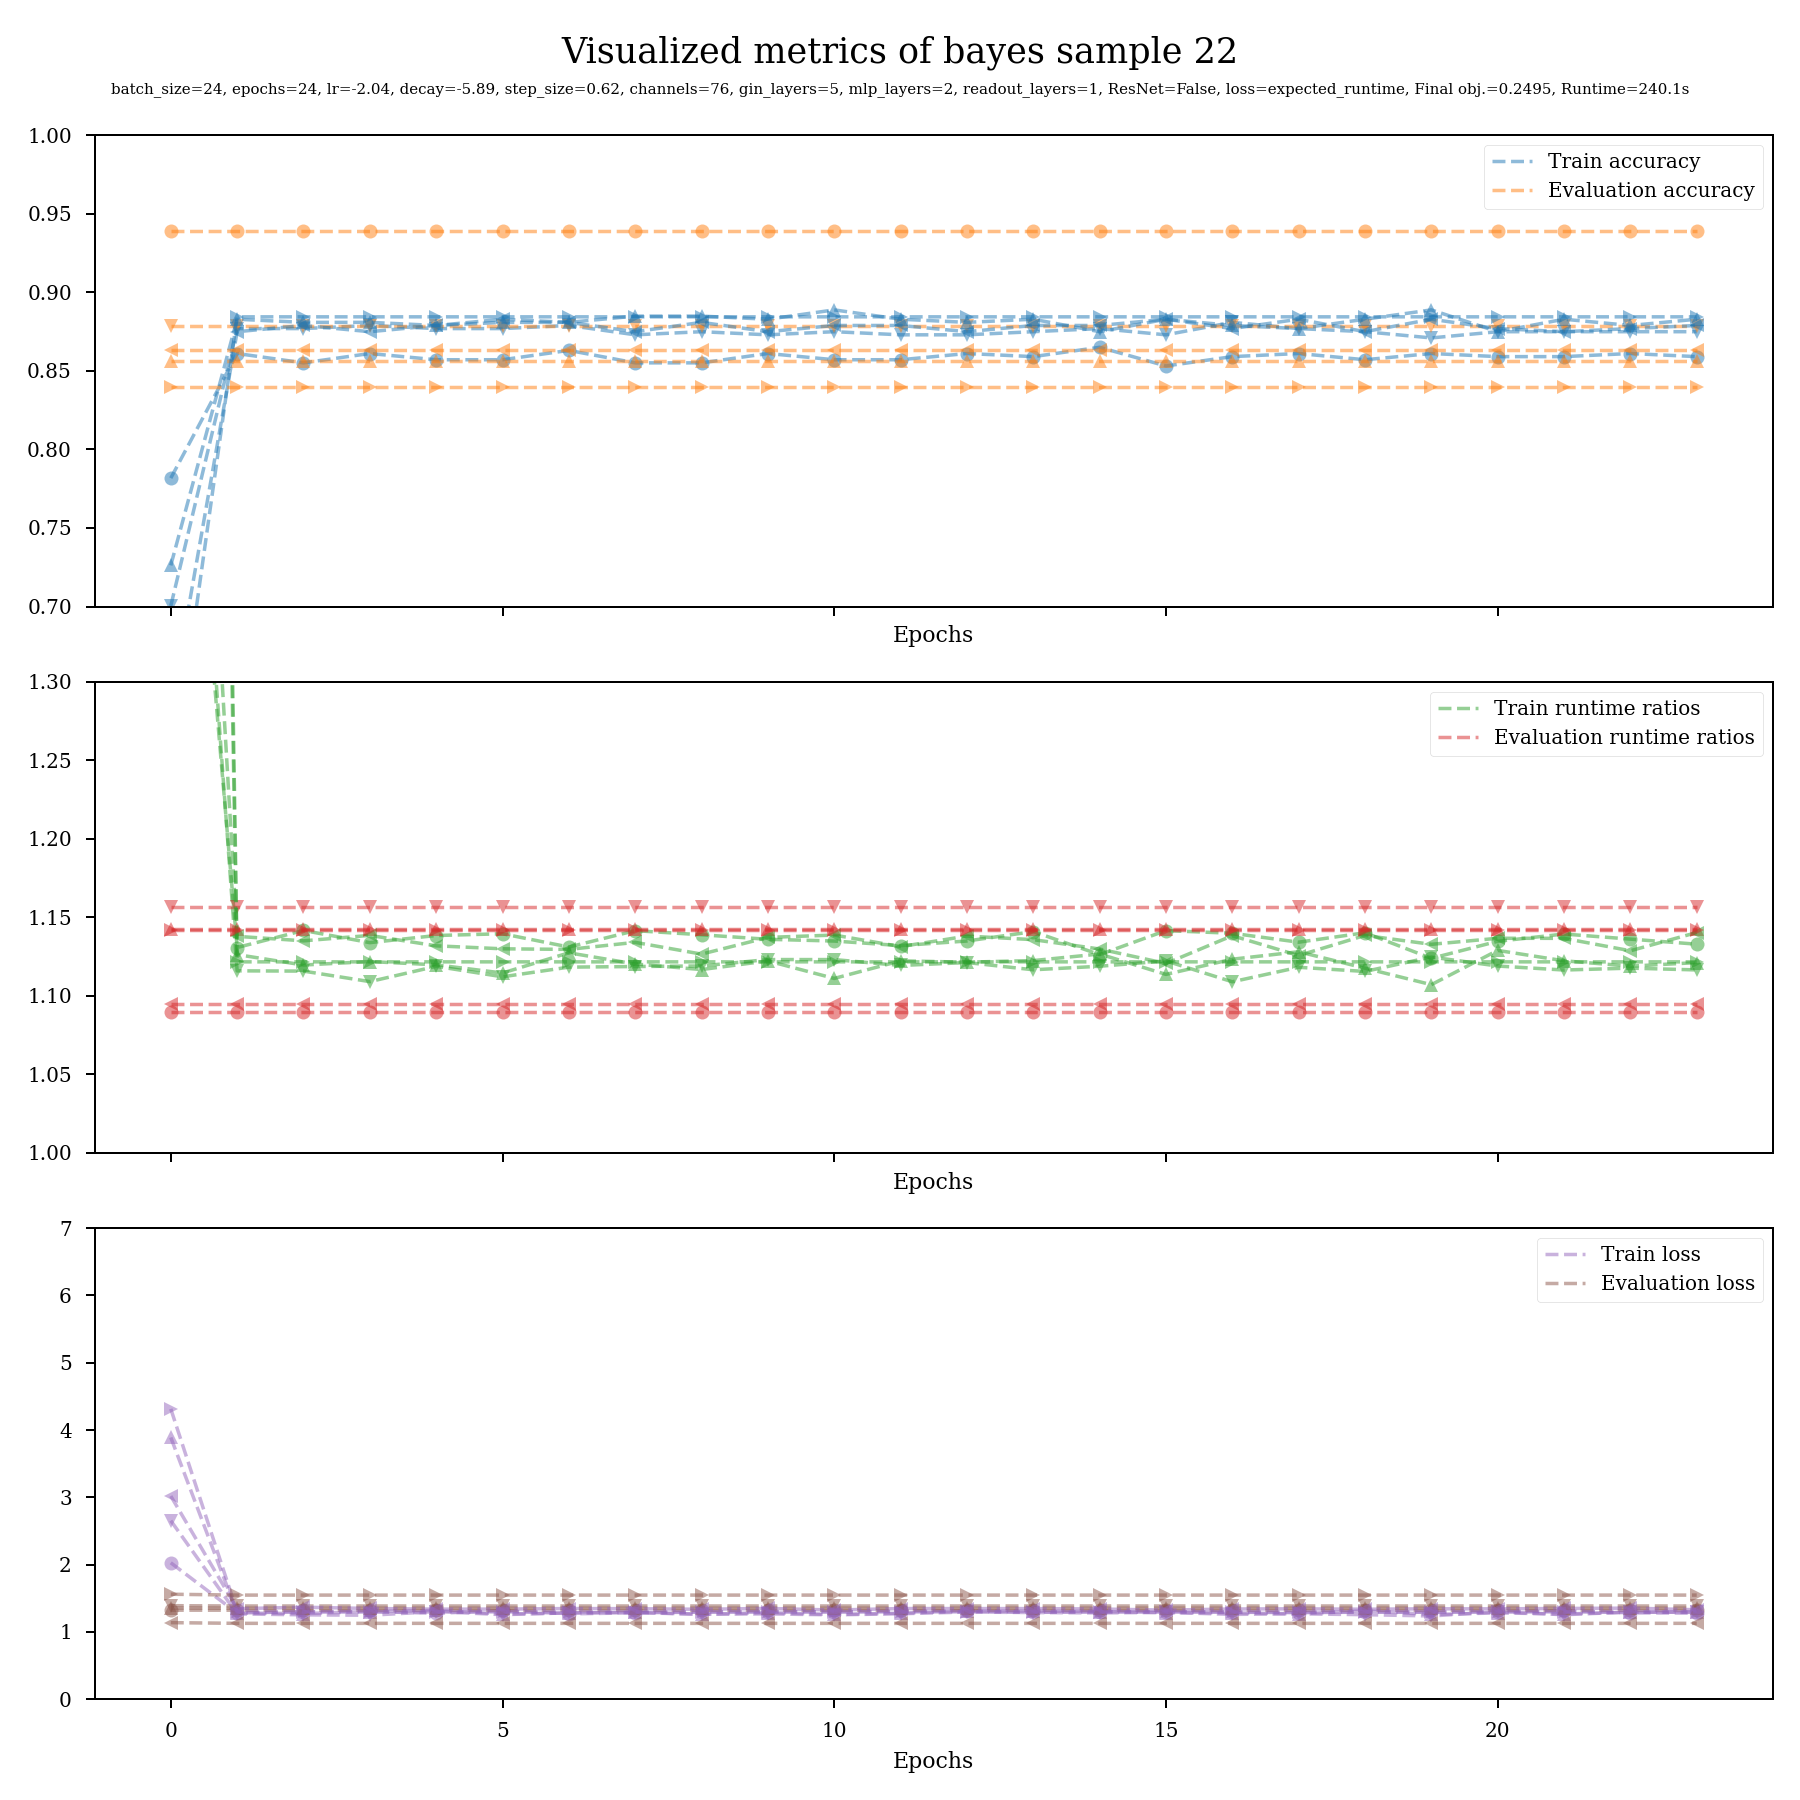 Visualized metrics of bayes sample 22
batch_size=24, epochs=24, lr=-2.04, decay=-5.89, step_size=0.62, channels=76, gin_layers=5, mlp_layers=2, readout_layers=1, ResNet=False, loss=expected_runtime, Final obj.=0.2495, Runtime=240.1s
1.00
0.95
0.90
0.85
0.80
0.75
0.70
Train accuracy
Evaluation accuracy
Epochs
1.30
1.25
1.20
1.15
1.10
1.05
1.00
Train runtime ratios
Evaluation runtime ratios
Epochs
7
6
5
4
3
2
1
0
Train loss
Evaluation loss
0 5 10 15 20
Epochs